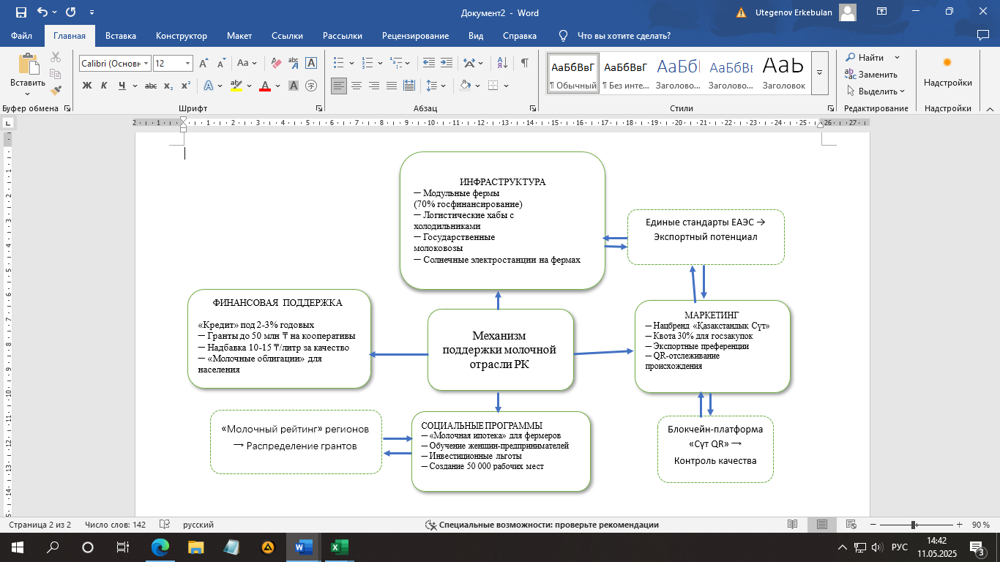 Документ2 - Word
Utegenov Erkebulan
Файл
Главная
Вставка
Конструктор
Макет
Ссылки
Рассылки
Рецензирование
Вид
Справка
Что вы хотите сделать?
Вставить
Буфер обмена
Calibri (Основн
12
Aa
Ж К Ч abc x₂ x²
Шрифт
Абзац
АаБбВвГ
¶ Обычный
АаБбВвГ
¶ Без инте...
АаБбВ
Заголово...
АаБбВв
Заголово...
АаЬ
Заголовок
Стили
Найти
Заменить
Выделить
Редактирование
Настройки
Настройки
2 1 1 2 3 4 5 6 7 8 9 10 11 12 13 14 15 16 17 18 19 20 21 22 23 24 25 26 27
ИНФРАСТРУКТУРА
─ Модульные фермы
(70% госфинансирование)
─ Логистические хабы с
холодильниками
─ Государственные
молоковозы
─ Солнечные электростанции на фермах
Единые стандарты ЕАЭС →
Экспортный потенциал
ФИНАНСОВАЯ ПОДДЕРЖКА
«Кредит» под 2-3% годовых
─ Гранты до 50 млн ₸ на кооперативы
─ Надбавка 10-15 ₸/литр за качество
─ «Молочные облигации» для
населения
Механизм
поддержки молочной
отрасли РК
МАРКЕТИНГ
─ Нацбренд «Қазақстандық Сүт»
─ Квота 30% для госзакупок
─ Экспортные преференции
─ QR-отслеживание
происхождения
«Молочный рейтинг» регионов
→ Распределение грантов
СОЦИАЛЬНЫЕ ПРОГРАММЫ
─ «Молочная ипотека» для фермеров
─ Обучение женщин-предпринимателей
─ Инвестиционные льготы
─ Создание 50 000 рабочих мест
Блокчейн-платформа
«Сүт QR» →
Контроль качества
Страница 2 из 2
Число слов: 142
русский
Специальные возможности: проверьте рекомендации
90 %
РУС
14:42
11.05.2025
3